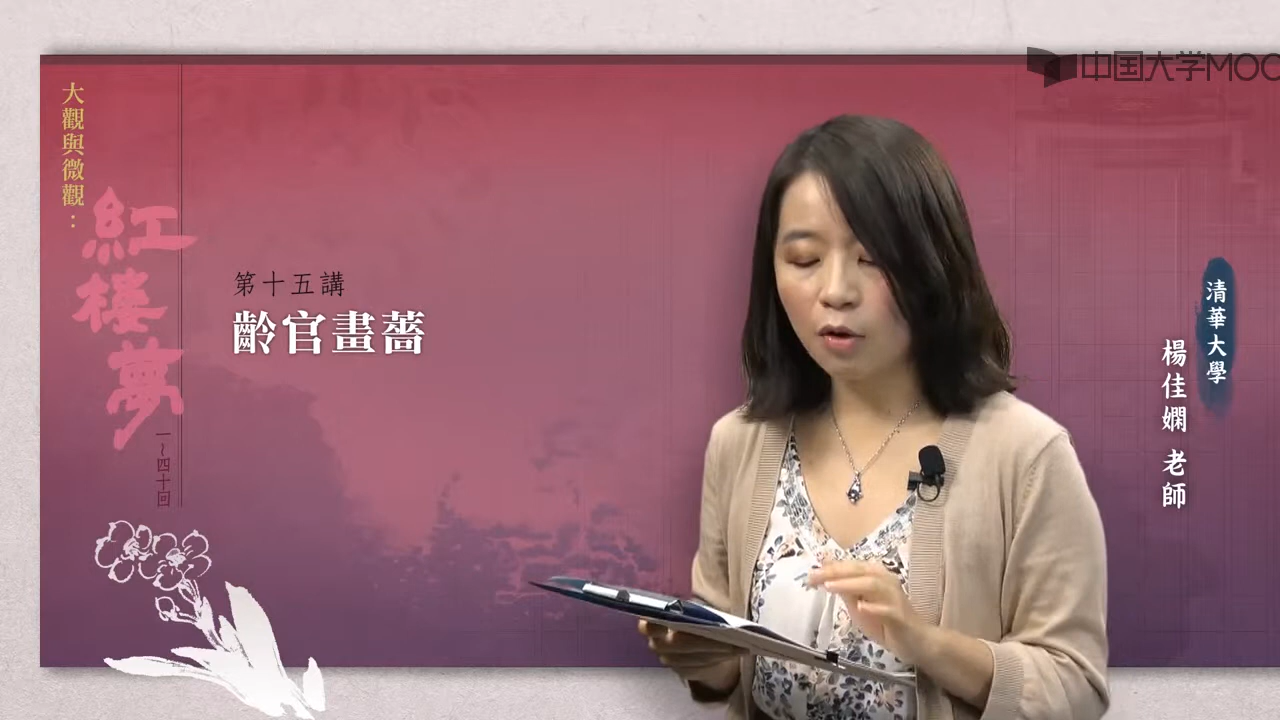 中国大学MOO
大觀與微觀：
紅樓夢
一～四十回
第十五講
齡官畫薔
清華大學
楊佳嫻 老師